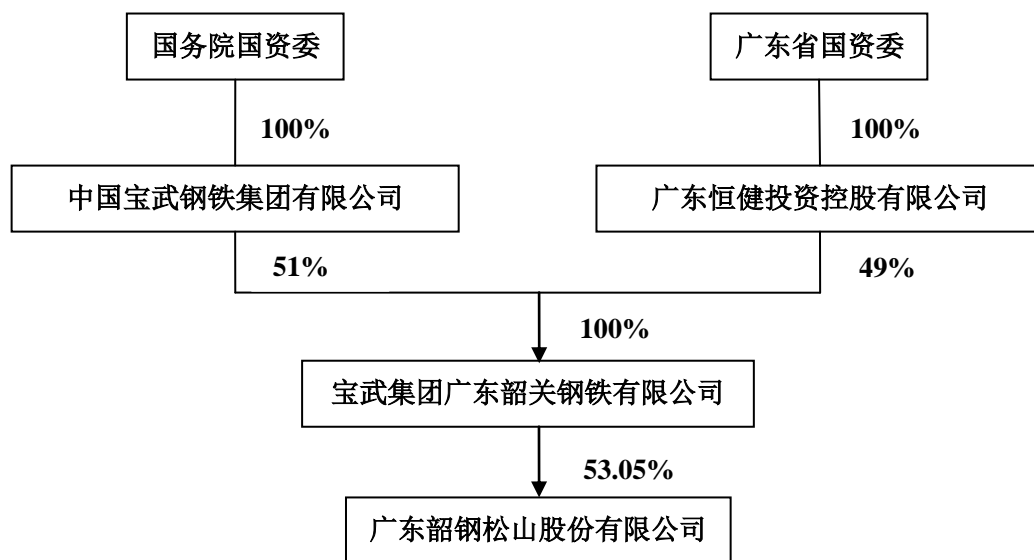 国务院国资委
广东省国资委
100%
100%
中国宝武钢铁集团有限公司
广东恒健投资控股有限公司
51%
49%
100%
宝武集团广东韶关钢铁有限公司
53.05%
广东韶钢松山股份有限公司